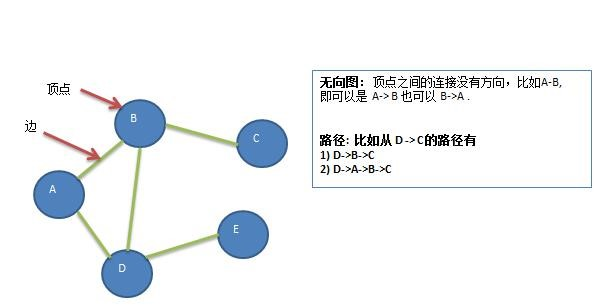 顶点
B
边
C
A
E
D
无向图: 顶点之间的连接没有方向，比如A-B,
即可以是 A-> B 也可以 B->A .
路径: 比如从 D -> C的路径有
1) D->B->C
2) D->A->B->C